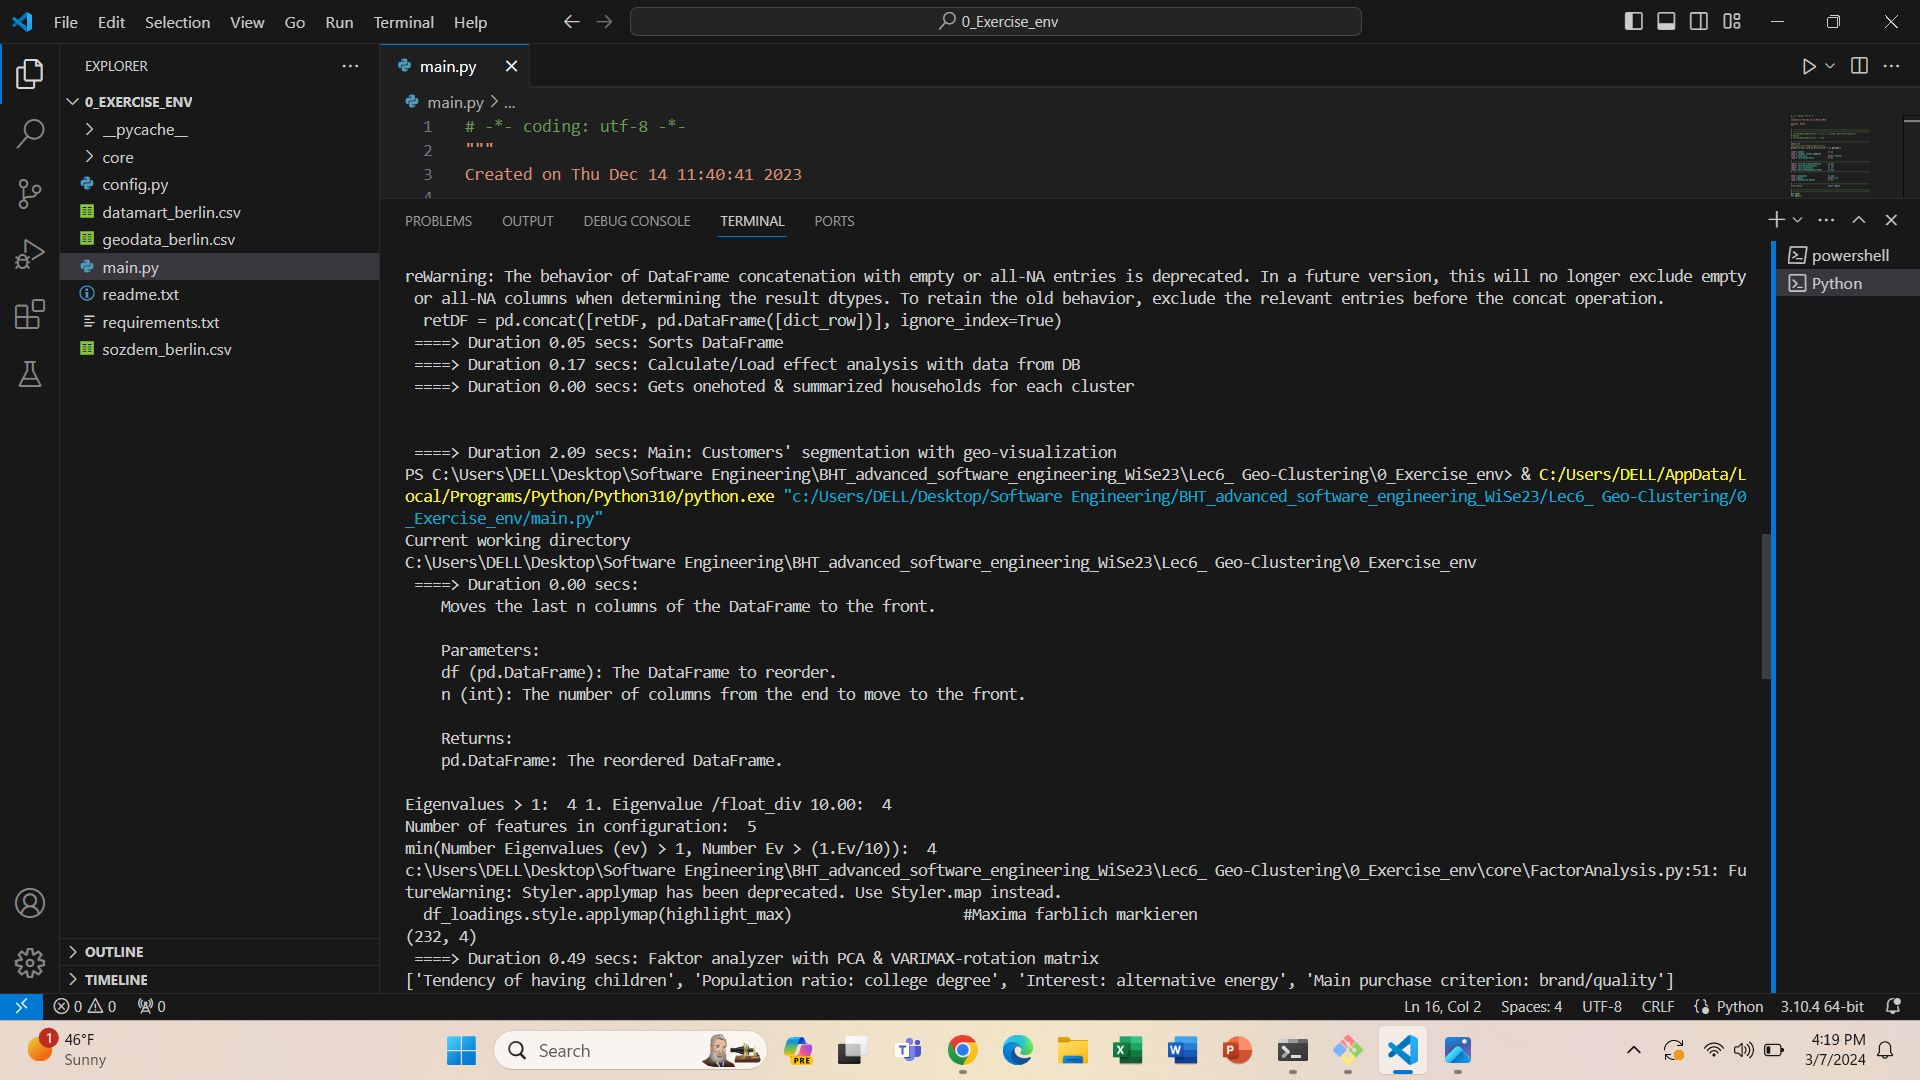 File Edit Selection View Go Run Terminal Help
0_Exercise_env
EXPLORER
0_EXERCISE_ENV
__pycache__
core
config.py
datamart_berlin.csv
geodata_berlin.csv
main.py
readme.txt
requirements.txt
sozdem_berlin.csv
OUTLINE
TIMELINE
main.py
main.py > ...
1 # -*- coding: utf-8 -*-
2 """
3 Created on Thu Dec 14 11:40:41 2023
4
PROBLEMS OUTPUT DEBUG CONSOLE TERMINAL PORTS
powershell
Python
reWarning: The behavior of DataFrame concatenation with empty or all-NA entries is deprecated. In a future version, this will no longer exclude empty
or all-NA columns when determining the result dtypes. To retain the old behavior, exclude the relevant entries before the concat operation.
retDF = pd.concat([retDF, pd.DataFrame([dict_row])], ignore_index=True)
====> Duration 0.05 secs: Sorts DataFrame
====> Duration 0.17 secs: Calculate/Load effect analysis with data from DB
====> Duration 0.00 secs: Gets onehoted & summarized households for each cluster
====> Duration 2.09 secs: Main: Customers' segmentation with geo-visualization
PS C:\Users\DELL\Desktop\Software Engineering\BHT_advanced_software_engineering_WiSe23\Lec6_ Geo-Clustering\0_Exercise_env> & C:/Users/DELL/AppData/L
ocal/Programs/Python/Python310/python.exe "c:/Users/DELL/Desktop/Software Engineering/BHT_advanced_software_engineering_WiSe23/Lec6_ Geo-Clustering/0
_Exercise_env/main.py"
Current working directory
C:\Users\DELL\Desktop\Software Engineering\BHT_advanced_software_engineering_WiSe23\Lec6_ Geo-Clustering\0_Exercise_env
====> Duration 0.00 secs:
Moves the last n columns of the DataFrame to the front.
Parameters:
df (pd.DataFrame): The DataFrame to reorder.
n (int): The number of columns from the end to move to the front.
Returns:
pd.DataFrame: The reordered DataFrame.
Eigenvalues > 1:  4 1. Eigenvalue /float_div 10.00:  4
Number of features in configuration:  5
min(Number Eigenvalues (ev) > 1, Number Ev > (1.Ev/10)):  4
c:\Users\DELL\Desktop\Software Engineering\BHT_advanced_software_engineering_WiSe23\Lec6_ Geo-Clustering\0_Exercise_env\core\FactorAnalysis.py:51: Fu
tureWarning: Styler.applymap has been deprecated. Use Styler.map instead.
df_loadings.style.applymap(highlight_max) #Maxima farblich markieren
(232, 4)
====> Duration 0.49 secs: Faktor analyzer with PCA & VARIMAX-rotation matrix
['Tendency of having children', 'Population ratio: college degree', 'Interest: alternative energy', 'Main purchase criterion: brand/quality']
0 0 0 Ln 16, Col 2 Spaces: 4 UTF-8 CRLF Python 3.10.4 64-bit
1 46°F
Sunny
Search
PRE
4:19 PM
3/7/2024